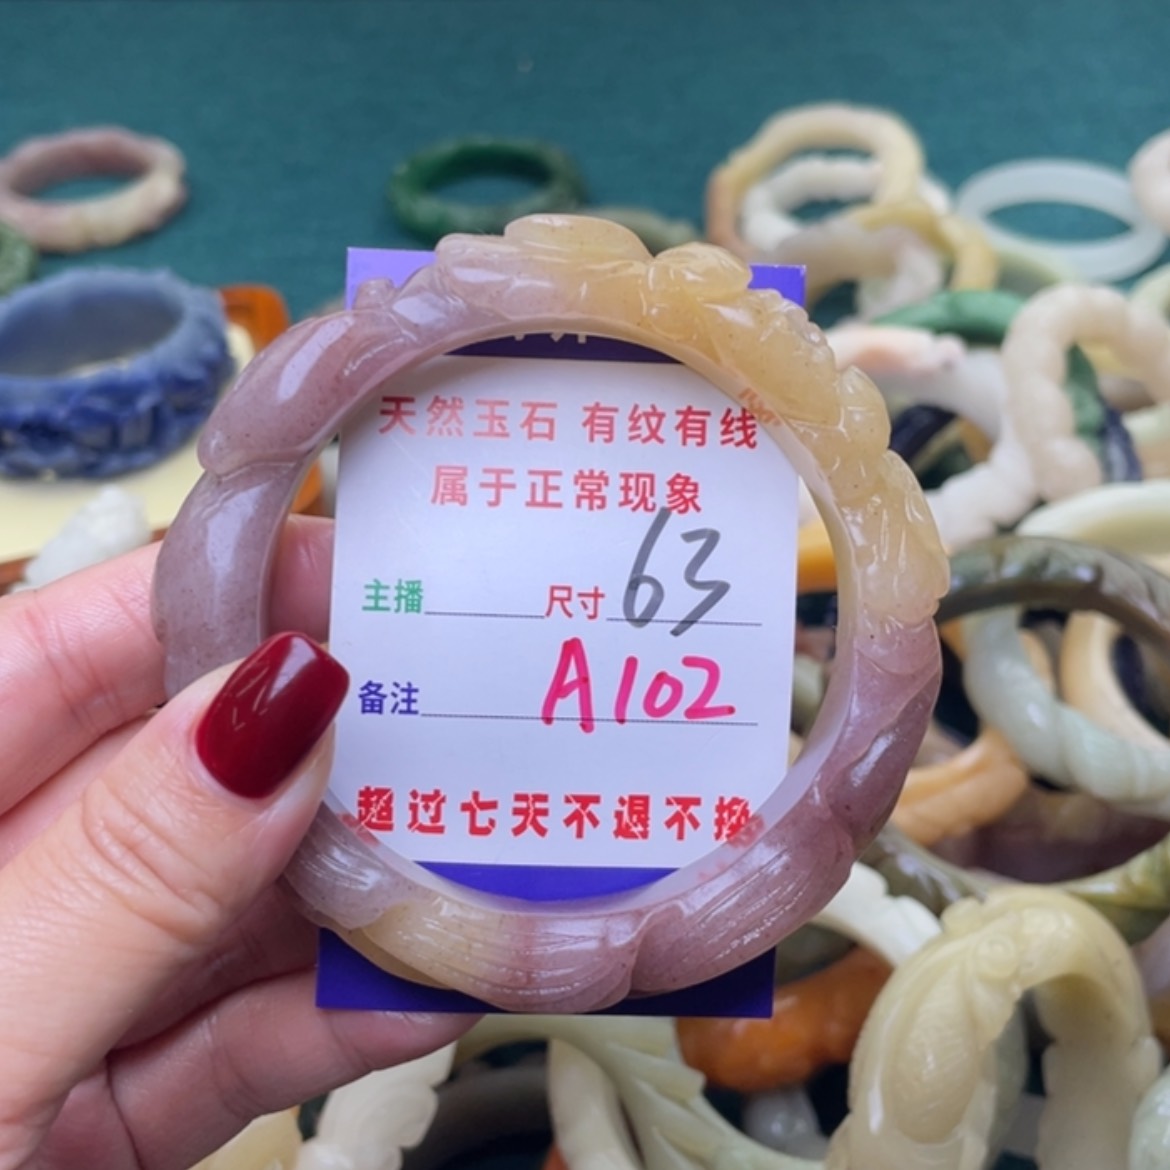 天然玉石 有纹有线
属于正常现象
主播 尺寸 63
备注 A102
超过七天不退不换